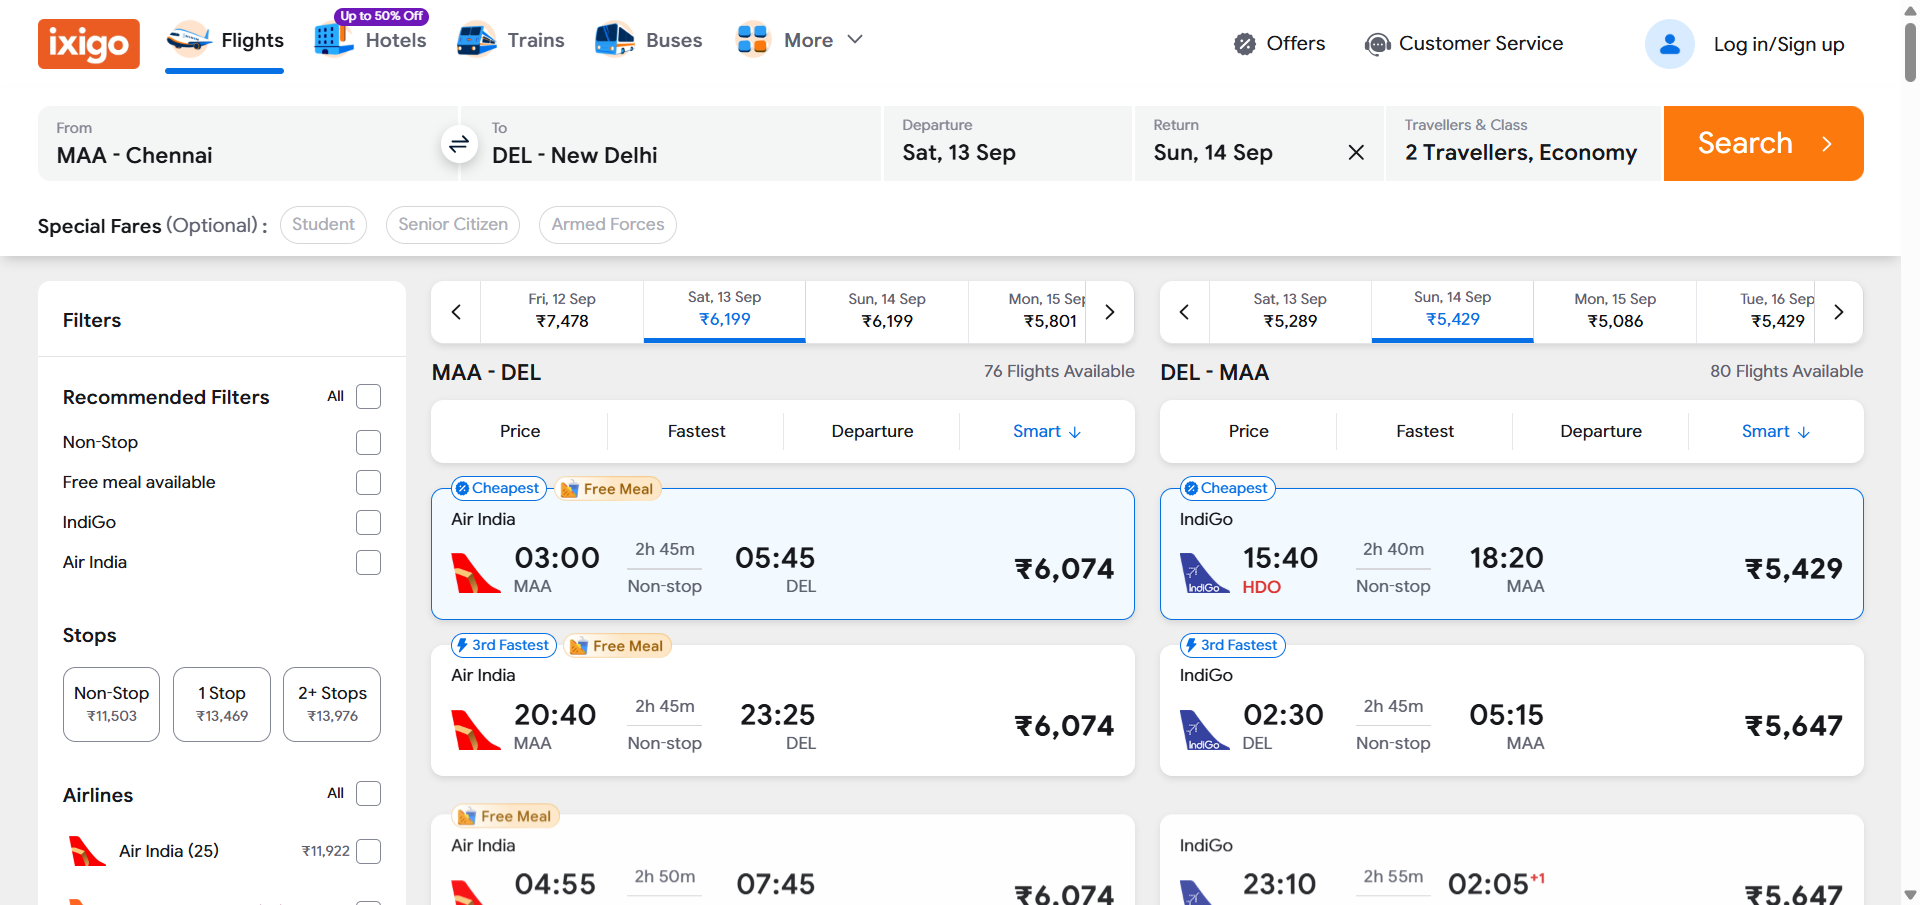 ixigo
Flights
Up to 50% Off
Hotels
Trains
Buses
More
Offers
Customer Service
Log in/Sign up
From
MAA - Chennai
To
DEL - New Delhi
Departure
Sat, 13 Sep
Return
Sun, 14 Sep
Travellers & Class
2 Travellers, Economy
Search
Special Fares (Optional) :
Student
Senior Citizen
Armed Forces
Filters
Recommended Filters
All
Non-Stop
Free meal available
IndiGo
Air India
Stops
Non-Stop
₹11,503
1 Stop
₹13,469
2+ Stops
₹13,976
Airlines
All
Air India (25)
₹11,922
Fri, 12 Sep
₹7,478
Sat, 13 Sep
₹6,199
Sun, 14 Sep
₹6,199
Mon, 15 Sep
₹5,801
MAA - DEL
76 Flights Available
Price
Fastest
Departure
Smart
Cheapest
Free Meal
Air India
03:00
MAA
2h 45m
Non-stop
05:45
DEL
₹6,074
3rd Fastest
Free Meal
Air India
20:40
MAA
2h 45m
Non-stop
23:25
DEL
₹6,074
Free Meal
Air India
04:55
2h 50m
07:45
₹6,074
Sat, 13 Sep
₹5,289
Sun, 14 Sep
₹5,429
Mon, 15 Sep
₹5,086
Tue, 16 Sep
₹5,429
DEL - MAA
80 Flights Available
Price
Fastest
Departure
Smart
Cheapest
IndiGo
IndiGo
15:40
HDO
2h 40m
Non-stop
18:20
MAA
₹5,429
3rd Fastest
IndiGo
IndiGo
02:30
DEL
2h 45m
Non-stop
05:15
MAA
₹5,647
IndiGo
23:10
2h 55m
02:05+1
₹5,647